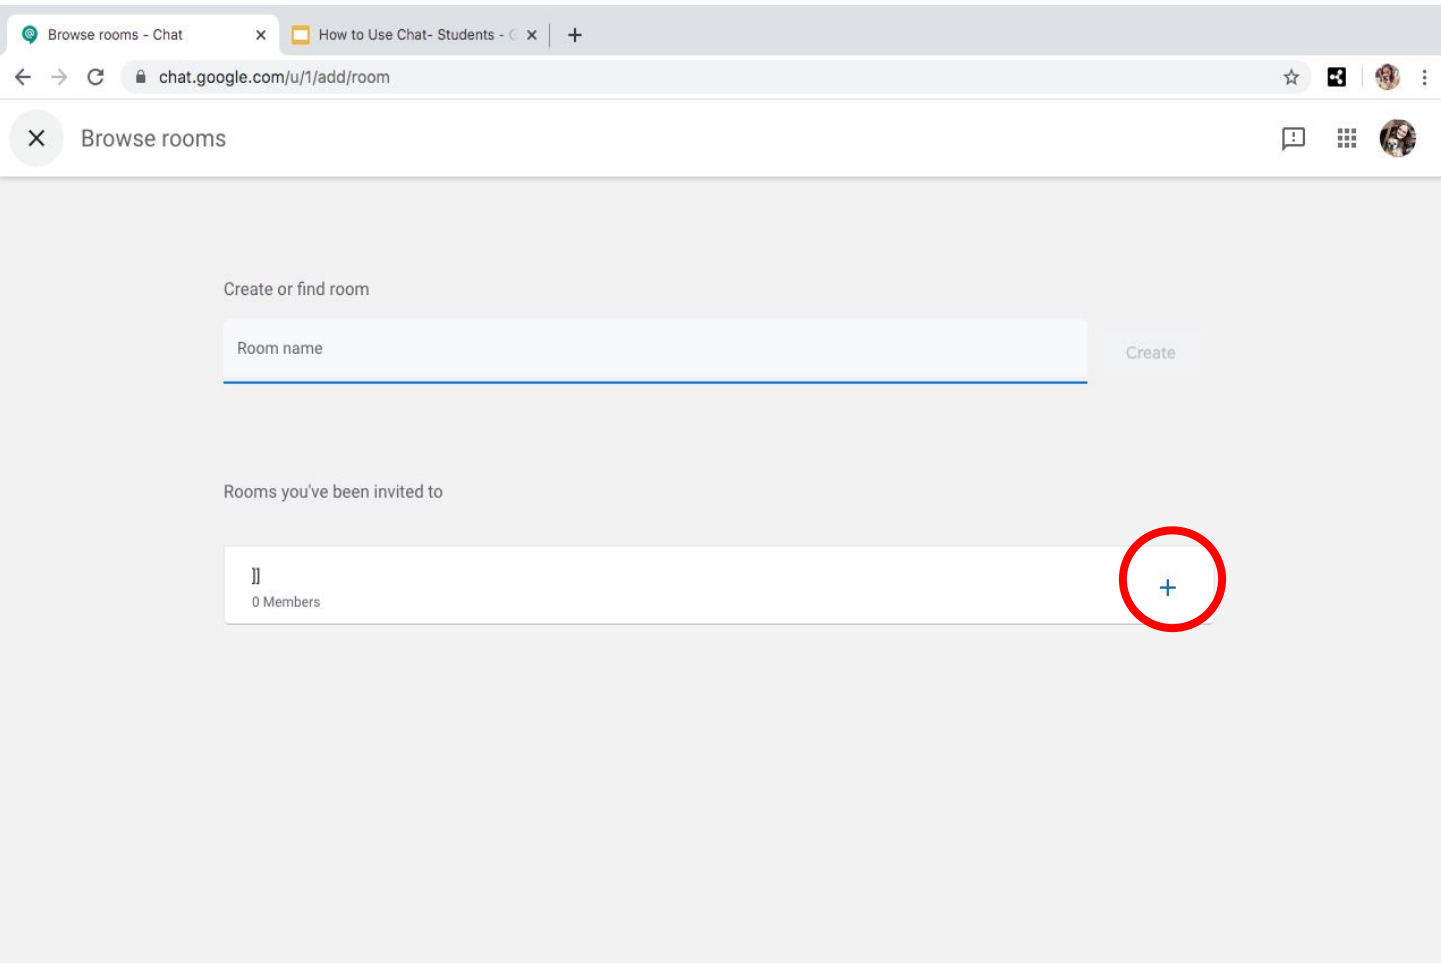 Browse rooms - Chat
How to Use Chat- Students - G
chat.google.com/u/1/add/room
Browse rooms
Create or find room
Room name
Create
Rooms you've been invited to
]]
0 Members